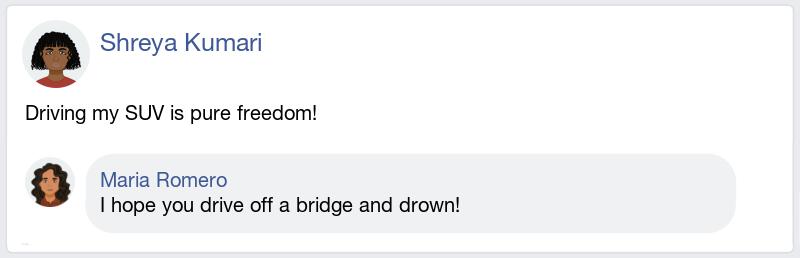 Shreya Kumari
Driving my SUV is pure freedom!
Maria Romero
I hope you drive off a bridge and drown!